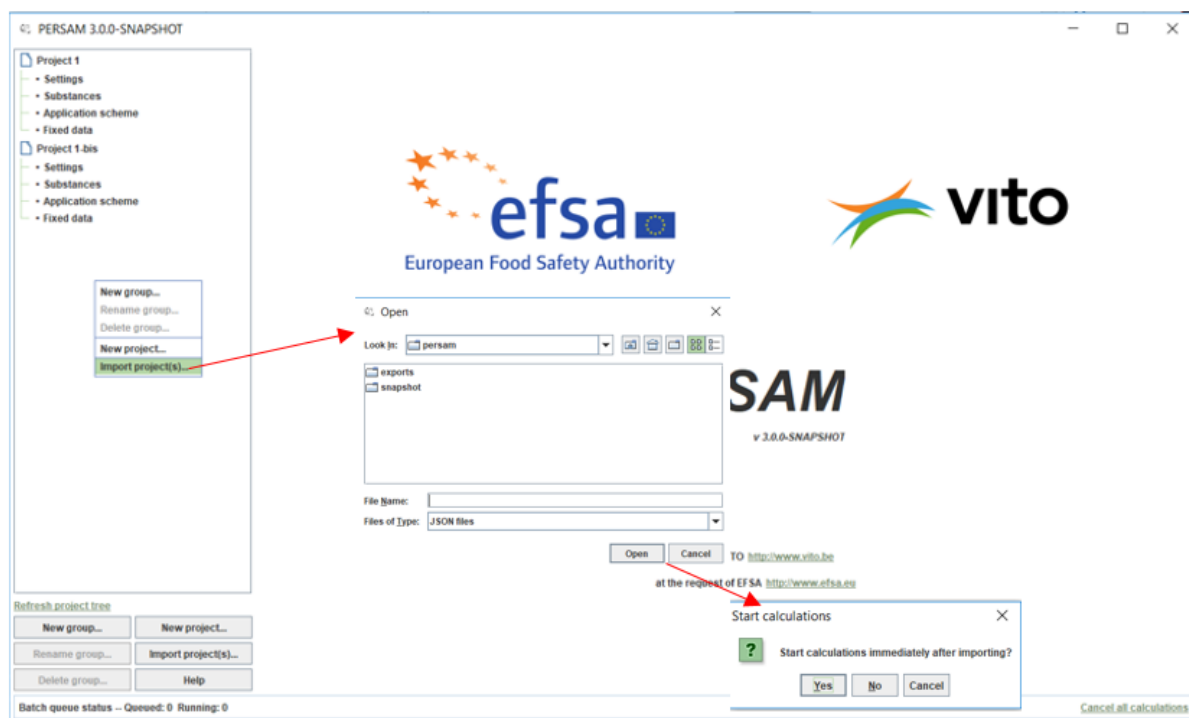 PERSAM 3.0.0-SNAPSHOT
Project 1
Settings
Substances
Application scheme
Fixed data
Project 1-bis
Settings
Substances
Application scheme
Fixed data
New group...
Rename group...
Delete group...
New project...
Import project(s)...
efsa
European Food Safety Authority
vito
Open
Look In: persam
exports
snapshot
File Name:
Files of Type: JSON files
Open Cancel
SAM
v 3.0.0-SNAPSHOT
TO http://www.vito.be
at the request of EFSA http://www.efsa.eu
Start calculations
Start calculations immediately after importing?
Yes No Cancel
Refresh project tree
New group... New project...
Rename group... Import project(s)...
Delete group... Help
Batch queue status -- Queued: 0 Running: 0
Cancel all calculations